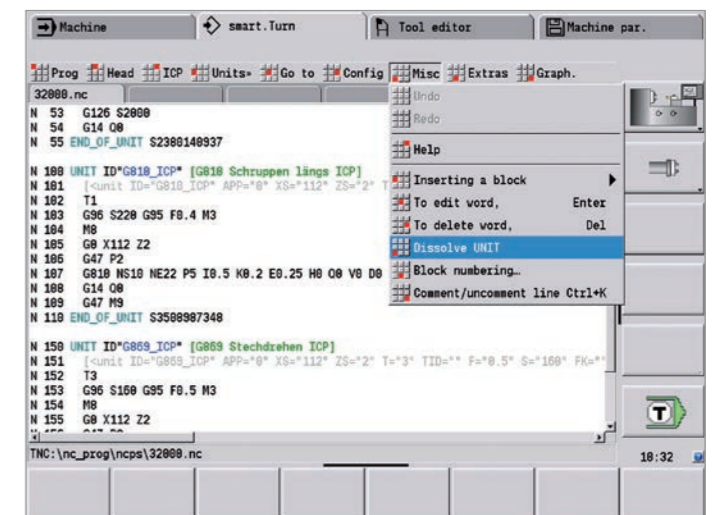 Machine smart.Turn Tool editor Machine par.
Prog Head ICP Units» Go to Config Misc Extras Graph.
32000.nc
N 53 G126 S2000
N 54 G14 Q0
N 55 END_OF_UNIT S2380140937
N 100 UNIT ID"G810_ICP" [G810 Schruppen längs ICP]
N 101 [<unit ID="G810_ICP" APP="0" XS="112" ZS="2" T
N 102 T1
N 103 G96 S220 G95 F0.4 M3
N 104 M8
N 105 G0 X112 Z2
N 106 G47 P2
N 107 G810 NS10 NE22 P5 I0.5 K0.2 E0.25 H0 Q0 V0 D0
N 108 G14 Q0
N 109 G47 M9
N 110 END_OF_UNIT S3508987348
N 150 UNIT ID"G869_ICP" [G869 Stechdrehen ICP]
N 151 [<unit ID="G869_ICP" APP="0" XS="112" ZS="2" T="3" TID="" F="0.5" S="160" FK="
N 152 T3
N 153 G96 S160 G95 F0.5 M3
N 154 M8
N 155 G0 X112 Z2
Undo
Redo
Help
Inserting a block
To edit word, Enter
To delete word, Del
Dissolve UNIT
Block numbering…
Comment/uncomment line Ctrl+K
T
TNC:\nc_prog\ncps\32000.nc
18:32